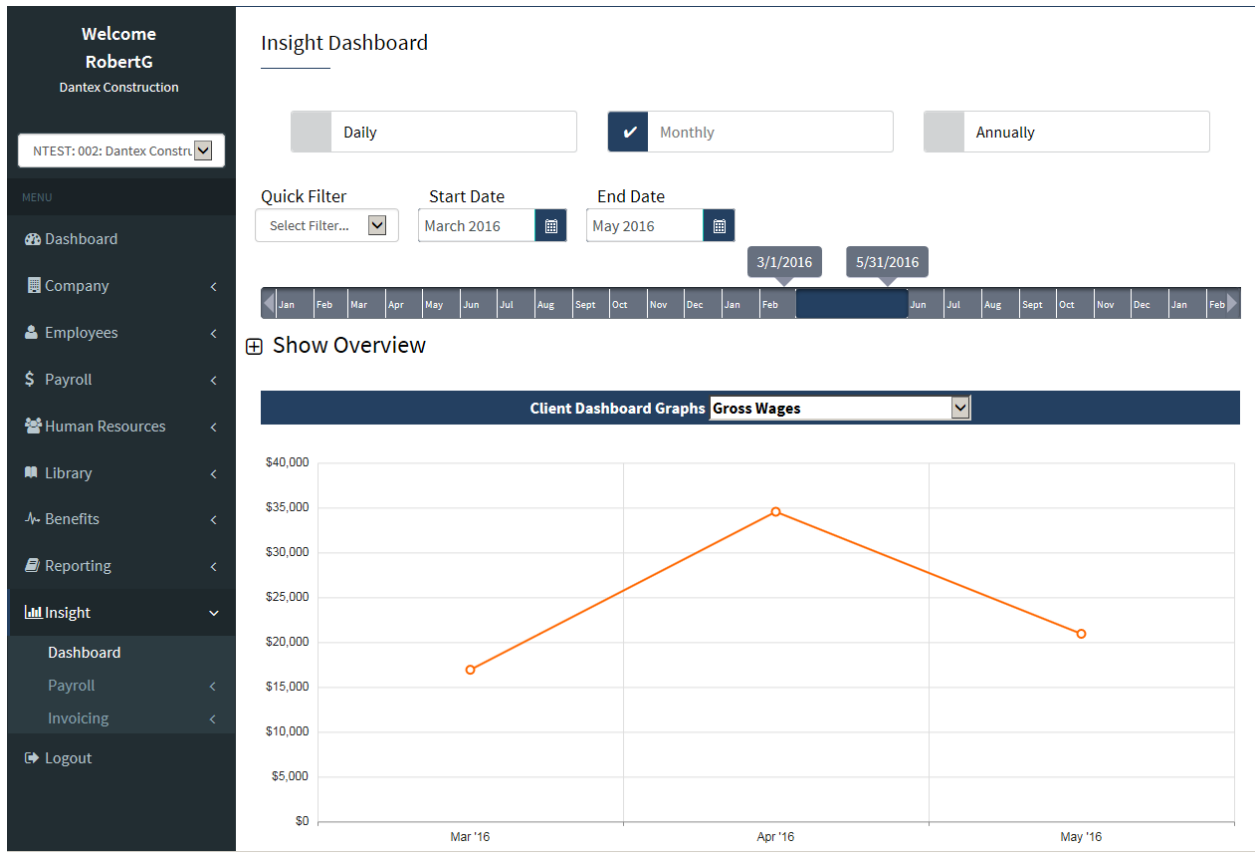 Welcome
RobertG
Dantex Construction
NTEST: 002: Dantex Constru
MENU
Dashboard
Company
Employees
Payroll
Human Resources
Library
Benefits
Reporting
Insight
Dashboard
Payroll
Invoicing
Logout
Insight Dashboard
Daily Monthly Annually
Quick Filter Start Date End Date
Select Filter... March 2016 May 2016
3/1/2016 5/31/2016
Jan Feb Mar Apr May Jun Jul Aug Sept Oct Nov Dec Jan Feb Jun Jul Aug Sept Oct Nov Dec Jan Feb
Show Overview
Client Dashboard Graphs Gross Wages
$40,000
$35,000
$30,000
$25,000
$20,000
$15,000
$10,000
$5,000
$0
Mar '16 Apr '16 May '16